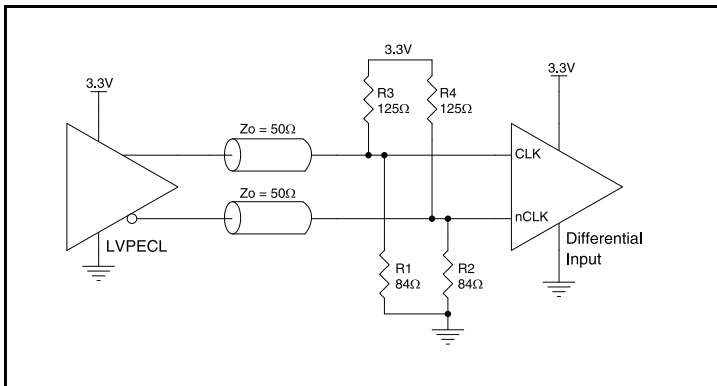 3.3V
3.3V
3.3V
R3
125Ω
R4
125Ω
Zo = 50Ω
CLK
Zo = 50Ω
nCLK
LVPECL
Differential
Input
R1
84Ω
R2
84Ω